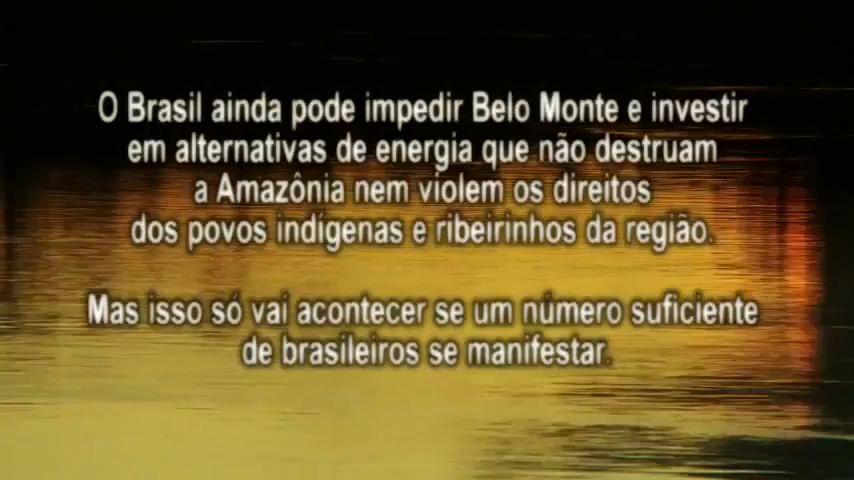 O Brasil ainda pode impedir Belo Monte e investir
em alternativas de energia que não destruam
a Amazônia nem violem os direitos
dos povos indígenas e ribeirinhos da região.
Mas isso só vai acontecer se um número suficiente
de brasileiros se manifestar.